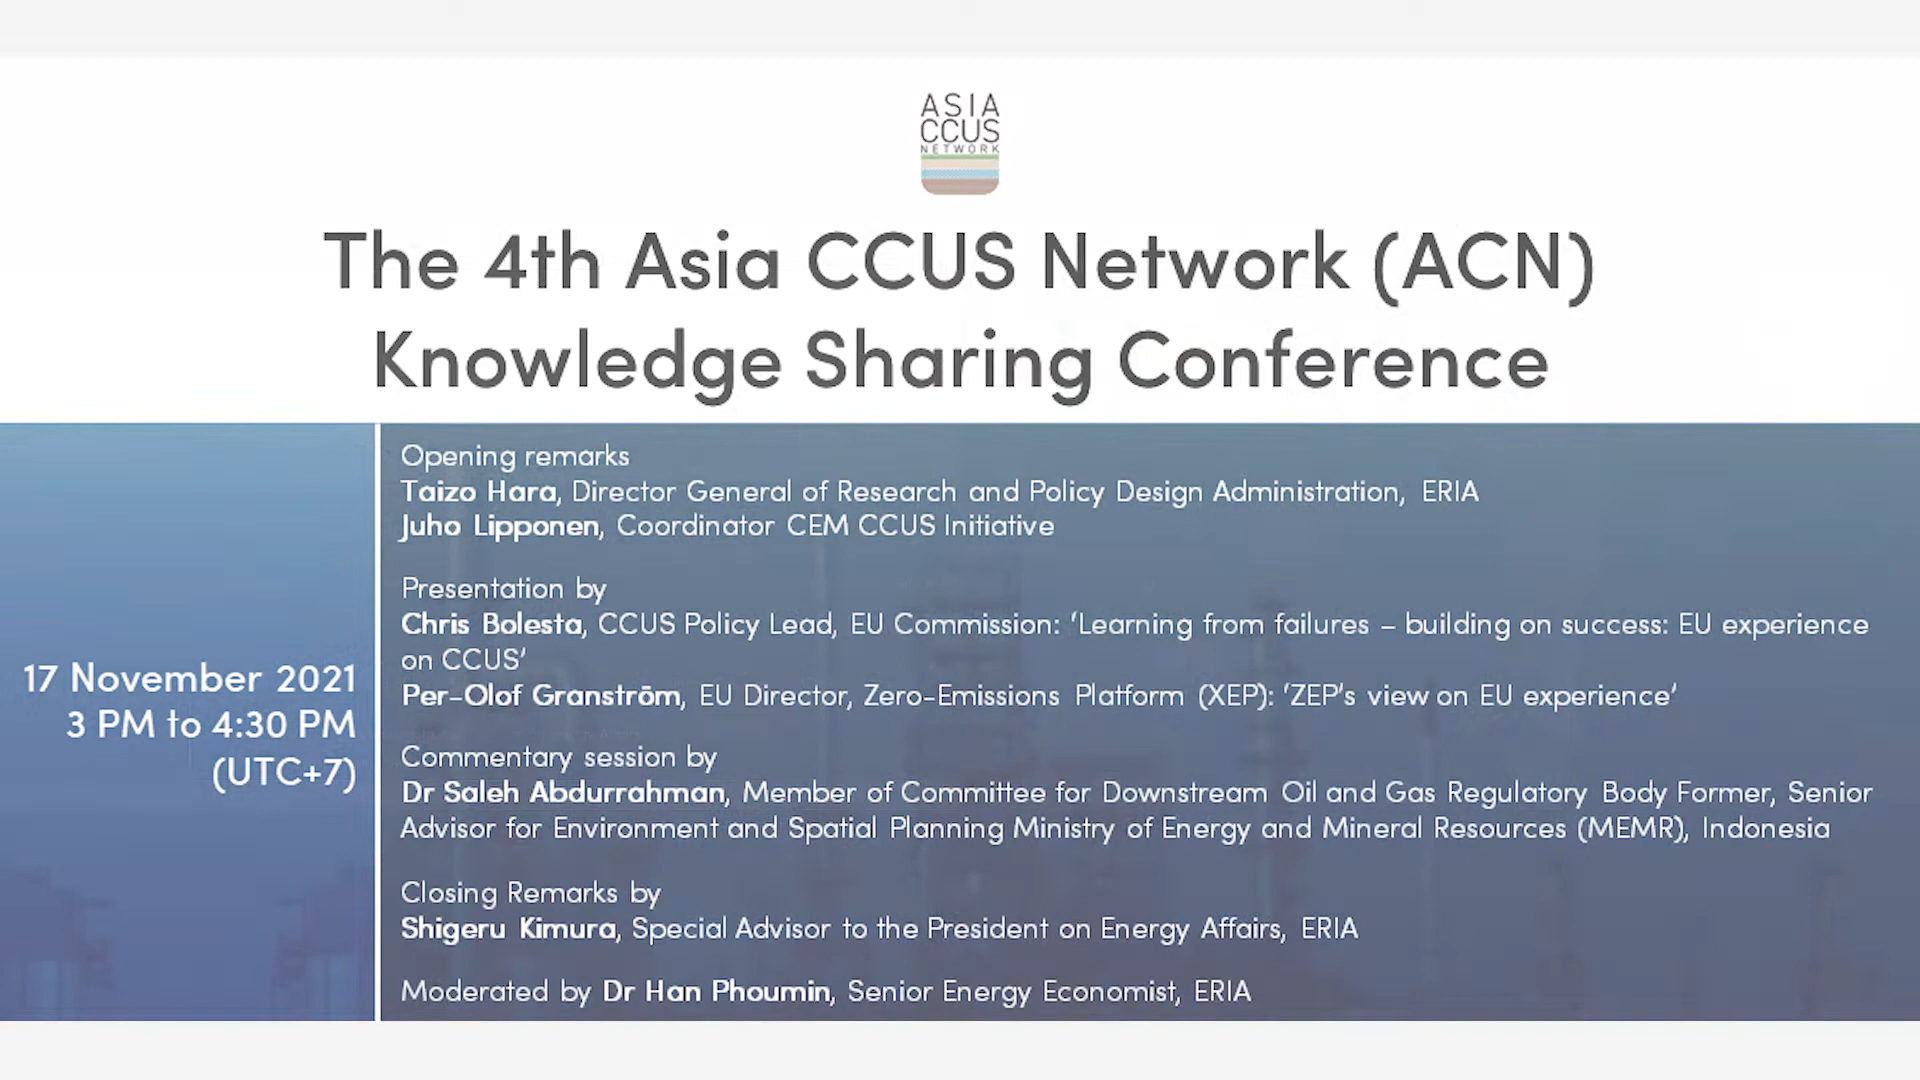 ASIA
CCUS
NETWORK
The 4th Asia CCUS Network (ACN)
Knowledge Sharing Conference
17 November 2021
3 PM to 4:30 PM
(UTC+7)
Opening remarks
Taizo Hara, Director General of Research and Policy Design Administration, ERIA
Juho Lipponen, Coordinator CEM CCUS Initiative
Presentation by
Chris Bolesta, CCUS Policy Lead, EU Commission: ‘Learning from failures – building on success: EU experience
on CCUS’
Per-Olof Granström, EU Director, Zero-Emissions Platform (XEP): ‘ZEP’s view on EU experience’
Commentary session by
Dr Saleh Abdurrahman, Member of Committee for Downstream Oil and Gas Regulatory Body Former, Senior
Advisor for Environment and Spatial Planning Ministry of Energy and Mineral Resources (MEMR), Indonesia
Closing Remarks by
Shigeru Kimura, Special Advisor to the President on Energy Affairs, ERIA
Moderated by Dr Han Phoumin, Senior Energy Economist, ERIA